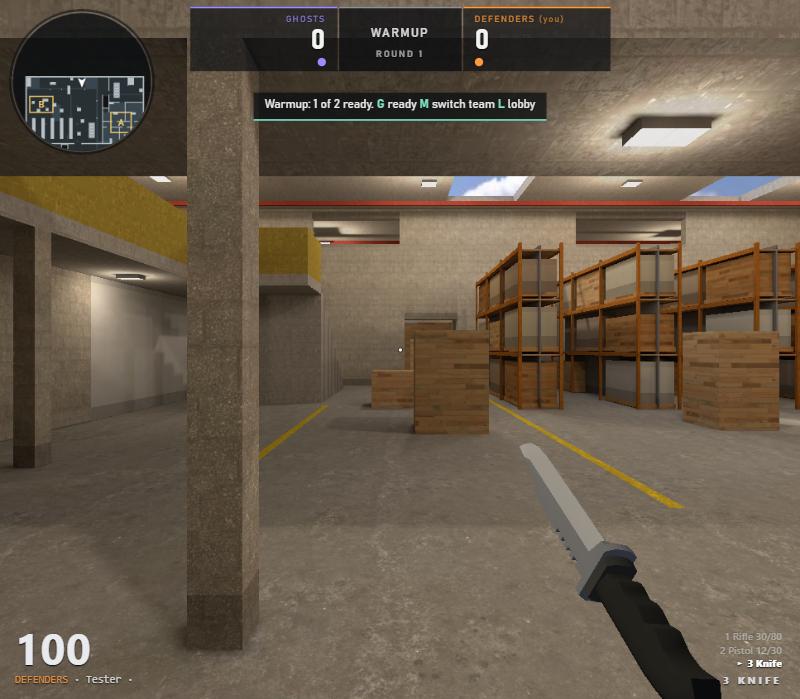 GHOSTS
0
WARMUP
ROUND 1
DEFENDERS (you)
0
Warmup: 1 of 2 ready. G ready M switch team L lobby
B
A
100
DEFENDERS · Tester ·
1 Rifle 30/80
2 Pistol 12/30
▸ 3 Knife
3 KNIFE